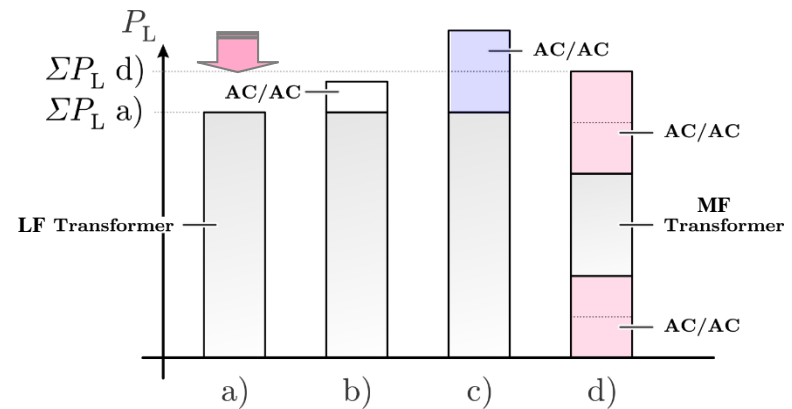 P_L
ΣP_L d)
ΣP_L a)
AC/AC
AC/AC
AC/AC
LF Transformer
MF
Transformer
AC/AC
a)
b)
c)
d)